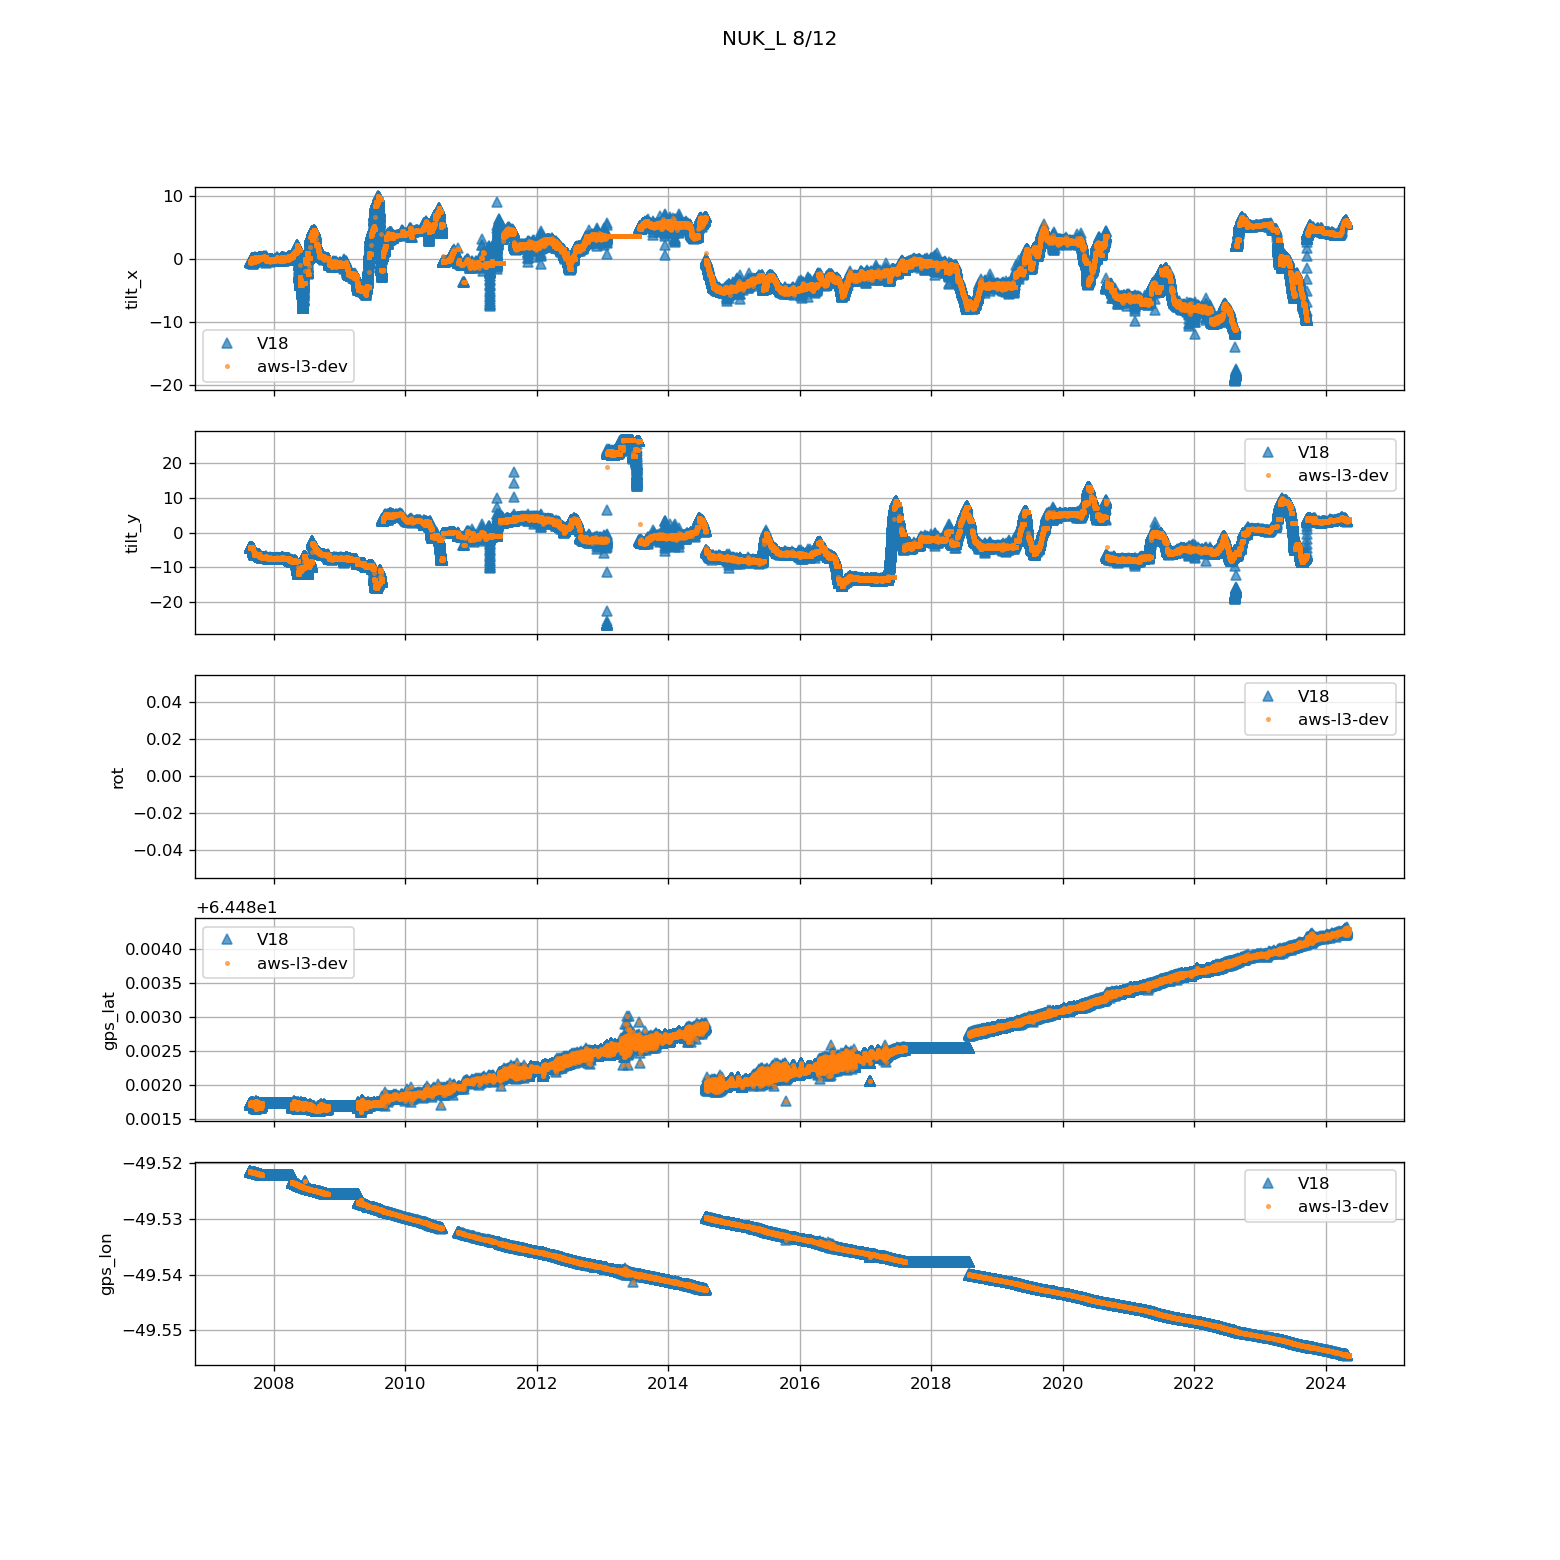 NUK_L 8/12
10
0
−10
−20
tilt_x
V18
aws-l3-dev
20
10
0
−10
−20
tilt_y
V18
aws-l3-dev
0.04
0.02
0.00
−0.02
−0.04
rot
V18
aws-l3-dev
+6.448e1
0.0040
0.0035
0.0030
0.0025
0.0020
0.0015
gps_lat
V18
aws-l3-dev
−49.52
−49.53
−49.54
−49.55
gps_lon
V18
aws-l3-dev
2008 2010 2012 2014 2016 2018 2020 2022 2024